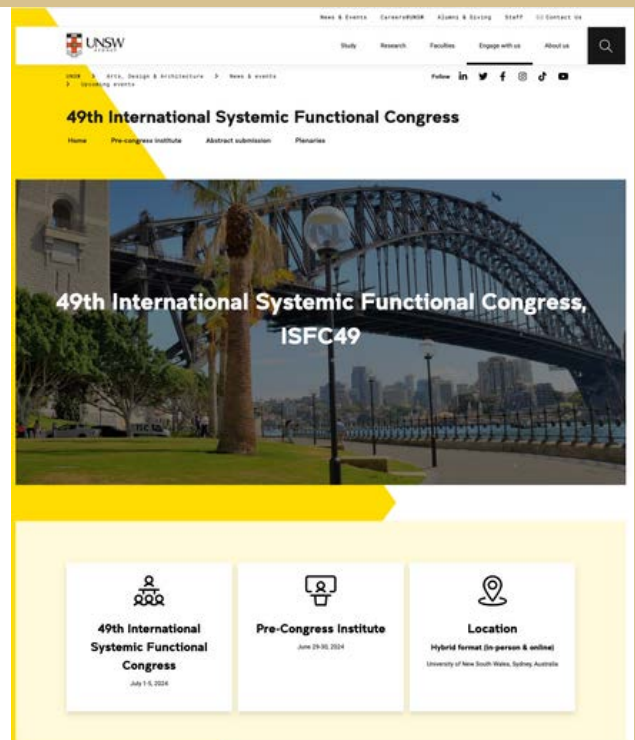 News & Events Careers@UNSW Alumni & Giving Staff Contact Us
UNSW
SYDNEY
Study Research Faculties Engage with us About us
UNSW > Arts, Design & Architecture > News & events
> Upcoming events
Follow
49th International Systemic Functional Congress
Home Pre-congress institute Abstract submission Plenaries
49th International Systemic Functional Congress,
ISFC49
49th International
Systemic Functional
Congress
July 1-5, 2024
Pre-Congress Institute
June 29-30, 2024
Location
Hybrid format (in-person & online)
University of New South Wales, Sydney, Australia